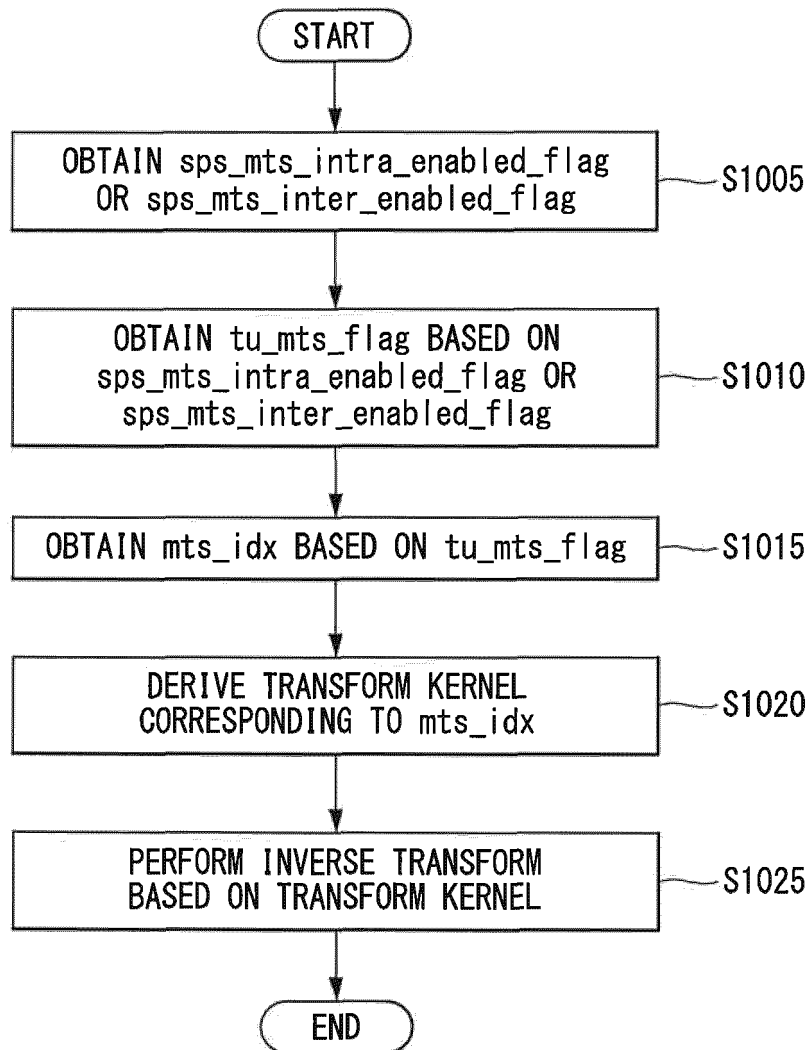 START
OBTAIN sps_mts_intra_enabled_flag
OR sps_mts_inter_enabled_flag
S1005
OBTAIN tu_mts_flag BASED ON
sps_mts_intra_enabled_flag OR
sps_mts_inter_enabled_flag
S1010
OBTAIN mts_idx BASED ON tu_mts_flag
S1015
DERIVE TRANSFORM KERNEL
CORRESPONDING TO mts_idx
S1020
PERFORM INVERSE TRANSFORM
BASED ON TRANSFORM KERNEL
S1025
END